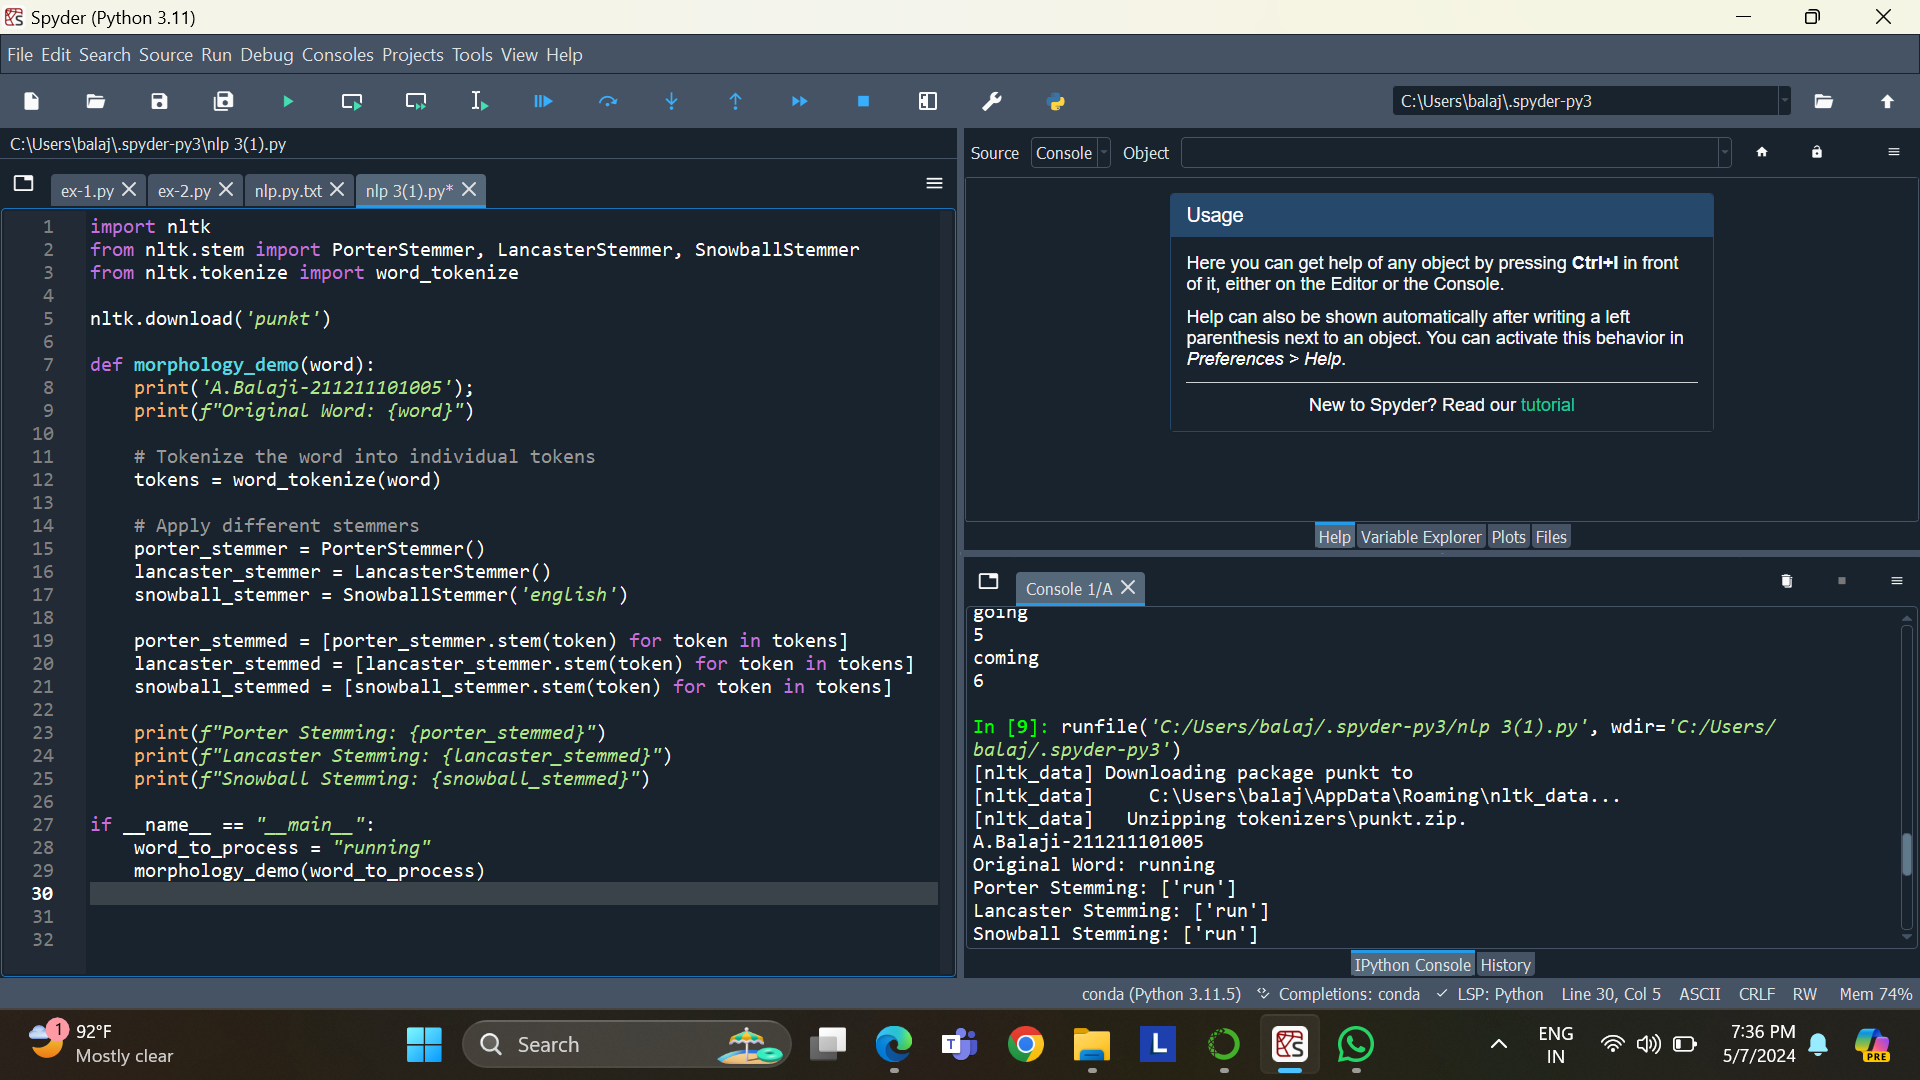 Spyder (Python 3.11)
File Edit Search Source Run Debug Consoles Projects Tools View Help
C:\Users\balaj\.spyder-py3
C:\Users\balaj\.spyder-py3\nlp 3(1).py
ex-1.py ex-2.py nlp.py.txt nlp 3(1).py*
1 import nltk
2 from nltk.stem import PorterStemmer, LancasterStemmer, SnowballStemmer
3 from nltk.tokenize import word_tokenize
4
5 nltk.download('punkt')
6
7 def morphology_demo(word):
8     print('A.Balaji-211211101005');
9     print(f"Original Word: {word}")
10
11     # Tokenize the word into individual tokens
12     tokens = word_tokenize(word)
13
14     # Apply different stemmers
15     porter_stemmer = PorterStemmer()
16     lancaster_stemmer = LancasterStemmer()
17     snowball_stemmer = SnowballStemmer('english')
18
19     porter_stemmed = [porter_stemmer.stem(token) for token in tokens]
20     lancaster_stemmed = [lancaster_stemmer.stem(token) for token in tokens]
21     snowball_stemmed = [snowball_stemmer.stem(token) for token in tokens]
22
23     print(f"Porter Stemming: {porter_stemmed}")
24     print(f"Lancaster Stemming: {lancaster_stemmed}")
25     print(f"Snowball Stemming: {snowball_stemmed}")
26
27 if __name__ == "__main__":
28     word_to_process = "running"
29     morphology_demo(word_to_process)
30
31
32
Source Console Object
Usage
Here you can get help of any object by pressing Ctrl+I in front
of it, either on the Editor or the Console.
Help can also be shown automatically after writing a left
parenthesis next to an object. You can activate this behavior in
Preferences > Help.
New to Spyder? Read our tutorial
Help Variable Explorer Plots Files
Console 1/A
going
5
coming
6
In [9]: runfile('C:/Users/balaj/.spyder-py3/nlp 3(1).py', wdir='C:/Users/
balaj/.spyder-py3')
[nltk_data] Downloading package punkt to
[nltk_data]     C:\Users\balaj\AppData\Roaming\nltk_data...
[nltk_data]   Unzipping tokenizers\punkt.zip.
A.Balaji-211211101005
Original Word: running
Porter Stemming: ['run']
Lancaster Stemming: ['run']
Snowball Stemming: ['run']
IPython Console History
conda (Python 3.11.5) Completions: conda LSP: Python Line 30, Col 5 ASCII CRLF RW Mem 74%
1 92°F
Mostly clear
Search
T
L
ENG
IN
7:36 PM
5/7/2024
PRE